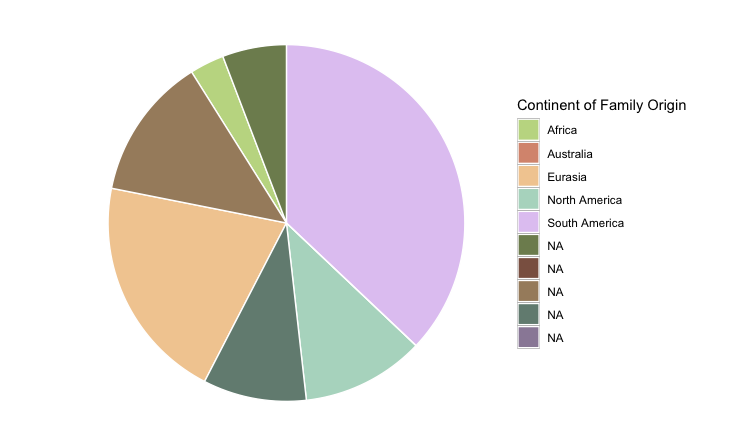 Continent of Family Origin
Africa
Australia
Eurasia
North America
South America
NA
NA
NA
NA
NA